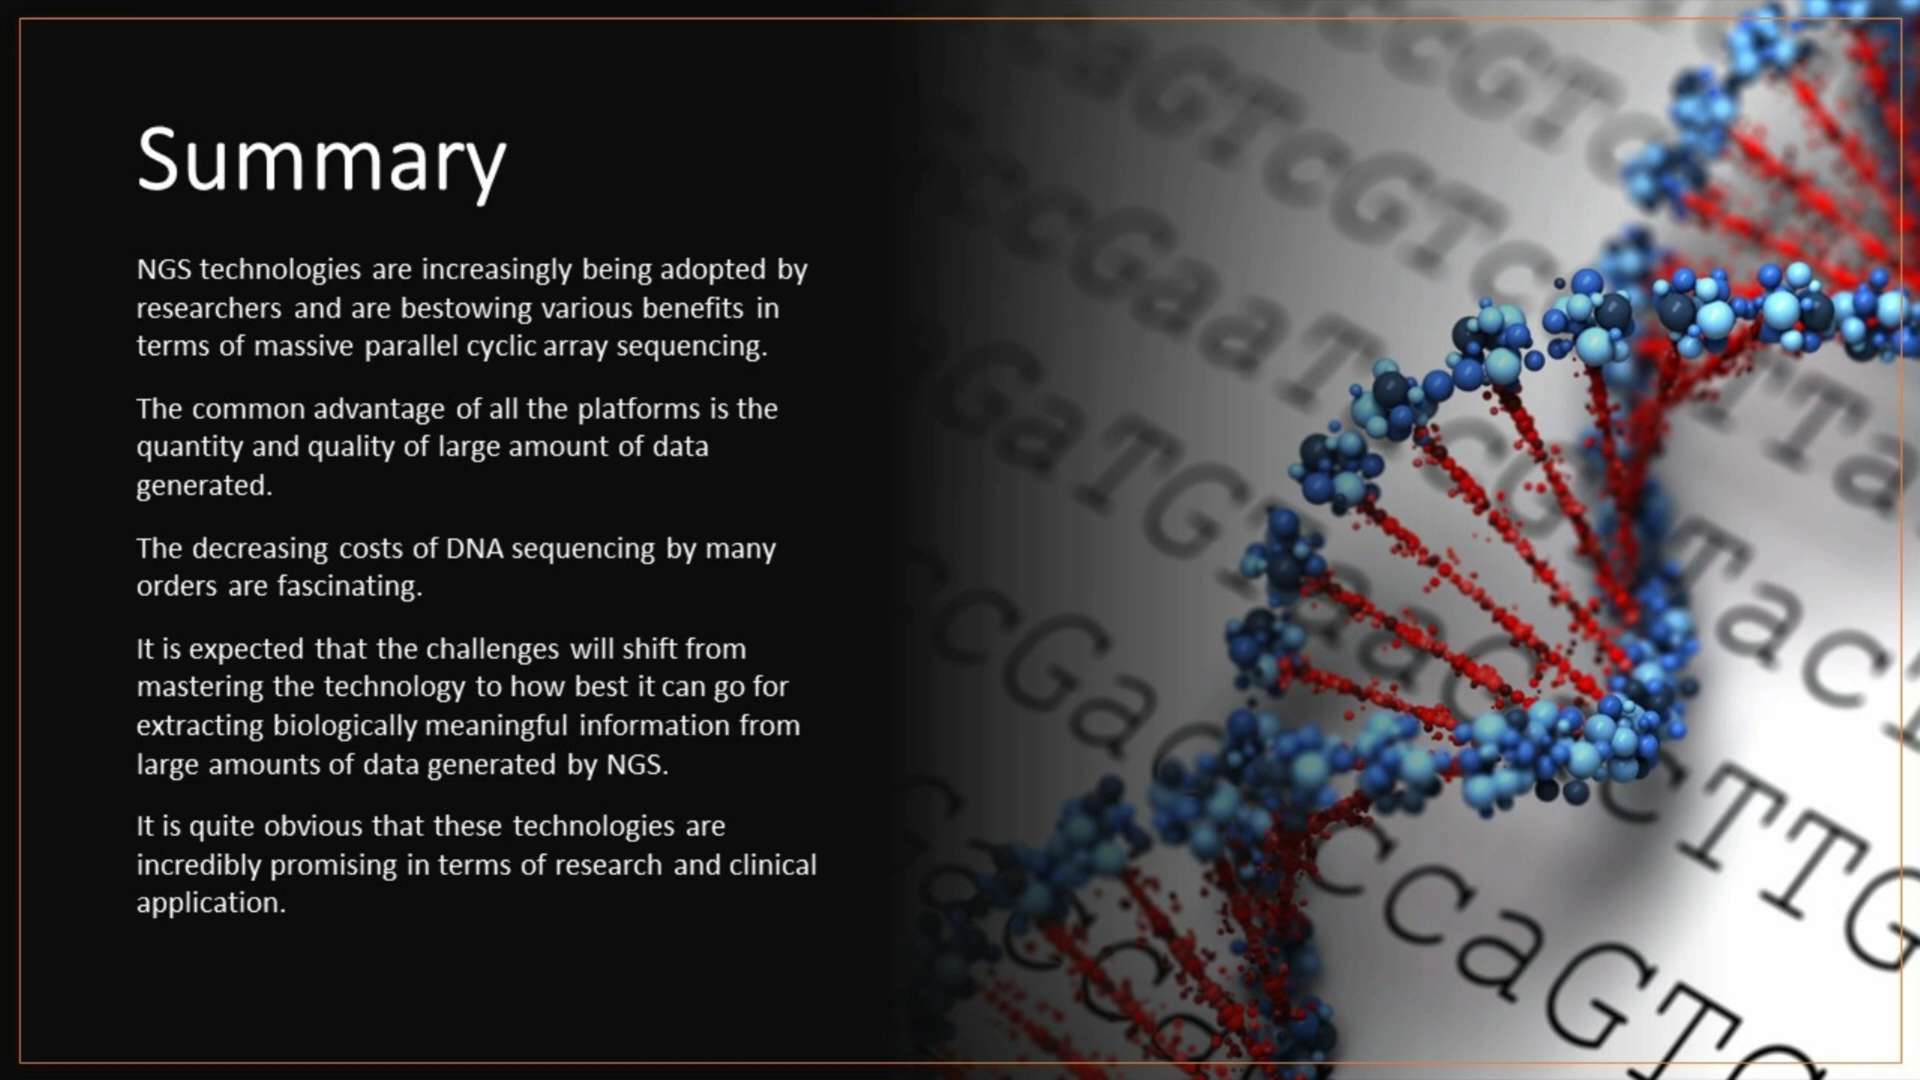 Summary
NGS technologies are increasingly being adopted by
researchers and are bestowing various benefits in
terms of massive parallel cyclic array sequencing.
The common advantage of all the platforms is the
quantity and quality of large amount of data
generated.
The decreasing costs of DNA sequencing by many
orders are fascinating.
It is expected that the challenges will shift from
mastering the technology to how best it can go for
extracting biologically meaningful information from
large amounts of data generated by NGS.
It is quite obvious that these technologies are
incredibly promising in terms of research and clinical
application.